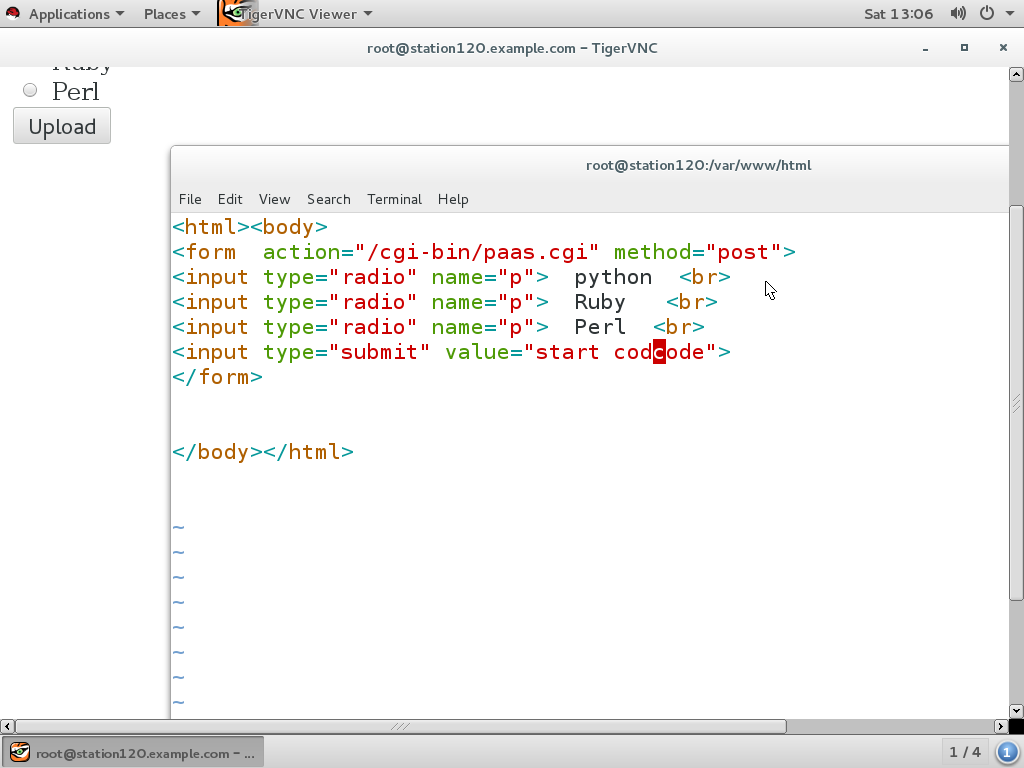 Applications Places TigerVNC Viewer Sat 13:06
root@station120.example.com – TigerVNC
Ruby
Perl
Upload
root@station120:/var/www/html
File Edit View Search Terminal Help
<html><body>
<form  action="/cgi-bin/paas.cgi" method="post">
<input type="radio" name="p">  python  <br>
<input type="radio" name="p">  Ruby   <br>
<input type="radio" name="p">  Perl  <br>
<input type="submit" value="start codcode">
</form>
</body></html>
~
~
~
~
~
~
~
~
root@station120.example.com – ... 1 / 4 1